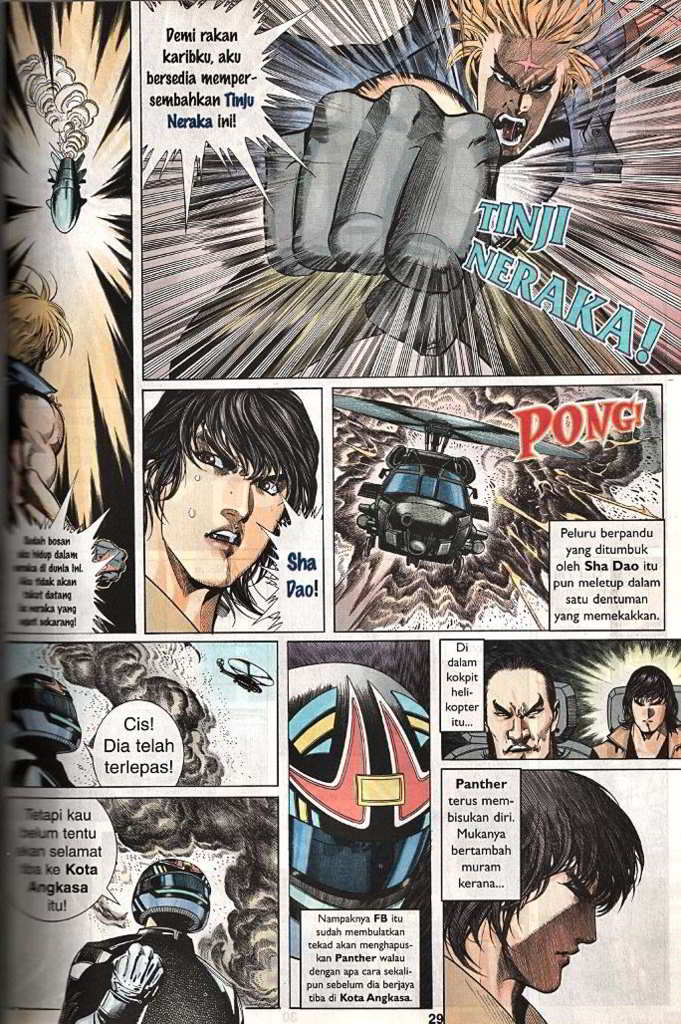 Demi rakan
karibku, aku
bersedia memper-
sembahkan Tinju
Neraka ini!
TINJI
NERAKA!
bosan
hidup dalam
di dunia Ini.
tidak akan
takut datang
neraka yang
sekarang!
Sha
Dao!
PONG!
Peluru berpandu
yang ditumbuk
oleh Sha Dao itu
pun meletup dalam
satu dentuman
yang memekakkan.
Cis!
Dia telah
terlepas!
Tetapi kau
belum tentu
akan selamat
tiba ke Kota
Angkasa
itu!
Nampaknya FB itu
sudah membulatkan
tekad akan menghapus-
kan Panther walau
dengan apa cara sekali-
pun sebelum dia berjaya
tiba di Kota Angkasa.
Di
dalam
kokpit
heli-
kopter
itu...
Panther
terus mem-
bisukan diri.
Mukanya
bertambah
muram
kerana...
29